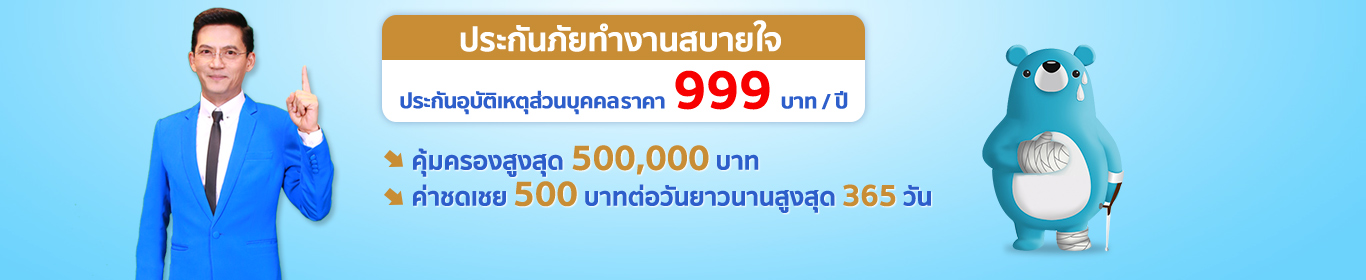 ประกันภัยทำงานสบายใจ
ประกันอุบัติเหตุส่วนบุคคลราคา 999 บาท / ปี
คุ้มครองสูงสุด 500,000 บาท
ค่าชดเชย 500 บาทต่อวันยาวนานสูงสุด 365 วัน